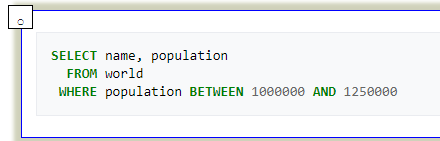 SELECT name, population
FROM world
WHERE population BETWEEN 1000000 AND 1250000